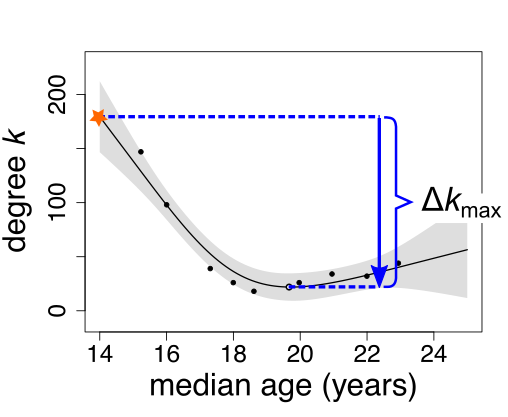 200
100
0
degree k
Δkmax
14 16 18 20 22 24
median age (years)